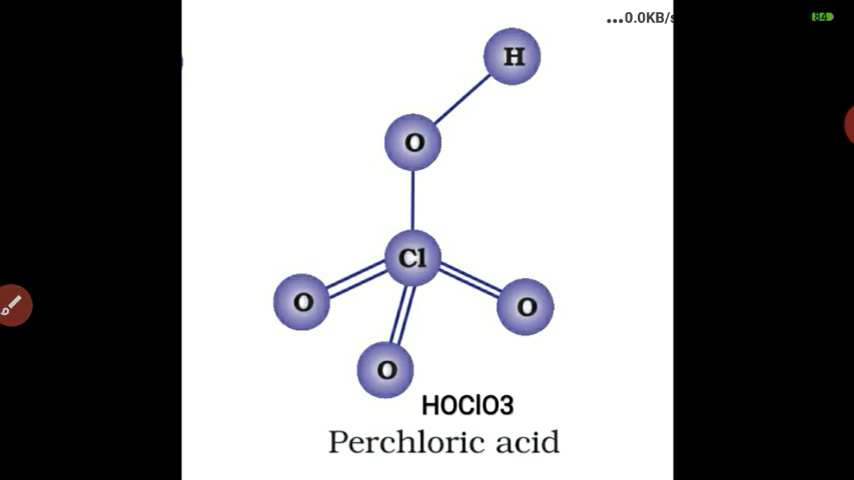 ...0.0KB/s
84
H
O
Cl
O
O
O
HOClO3
Perchloric acid